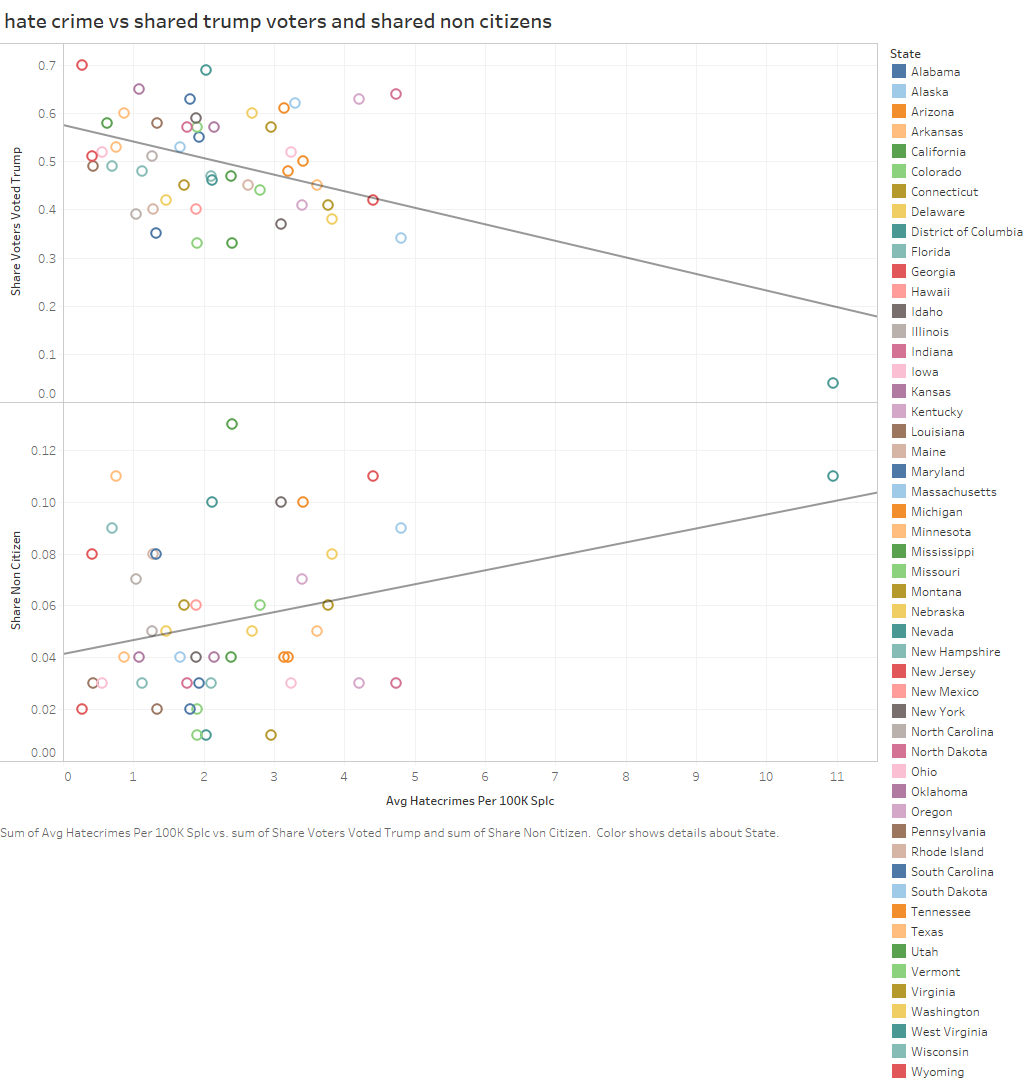 hate crime vs shared trump voters and shared non citizens
Share Voters Voted Trump
0.7
0.6
0.5
0.4
0.3
0.2
0.1
0.0
Share Non Citizen
0.12
0.10
0.08
0.06
0.04
0.02
0.00
0 1 2 3 4 5 6 7 8 9 10 11
Avg Hatecrimes Per 100K Splc
Sum of Avg Hatecrimes Per 100K Splc vs. sum of Share Voters Voted Trump and sum of Share Non Citizen. Color shows details about State.
State
Alabama
Alaska
Arizona
Arkansas
California
Colorado
Connecticut
Delaware
District of Columbia
Florida
Georgia
Hawaii
Idaho
Illinois
Indiana
Iowa
Kansas
Kentucky
Louisiana
Maine
Maryland
Massachusetts
Michigan
Minnesota
Mississippi
Missouri
Montana
Nebraska
Nevada
New Hampshire
New Jersey
New Mexico
New York
North Carolina
North Dakota
Ohio
Oklahoma
Oregon
Pennsylvania
Rhode Island
South Carolina
South Dakota
Tennessee
Texas
Utah
Vermont
Virginia
Washington
West Virginia
Wisconsin
Wyoming